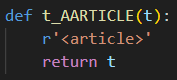 def t_AARTICLE(t):
    r'<article>'
    return t